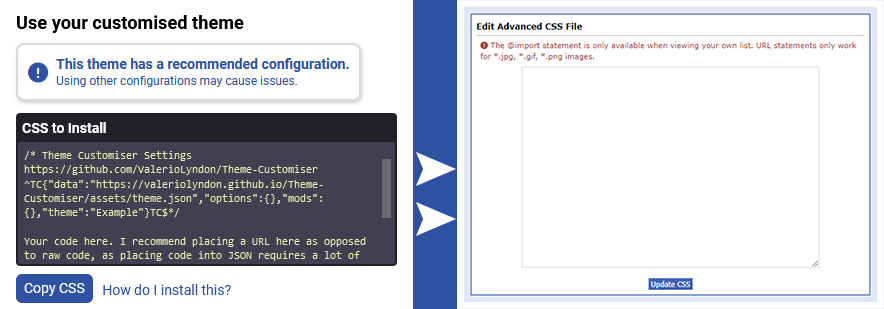 Use your customised theme
This theme has a recommended configuration.
Using other configurations may cause issues.
CSS to Install
/* Theme Customiser Settings
https://github.com/ValerioLyndon/Theme-Customiser
^TC{"data":"https://valeriolyndon.github.io/Theme-
Customiser/assets/theme.json","options":{},"mods":
{},"theme":"Example"}TC$*/
Your code here. I recommend placing a URL here as opposed
to raw code, as placing code into JSON requires a lot of
Copy CSS
How do I install this?
Edit Advanced CSS File
The @import statement is only available when viewing your own list. URL statements only work
for *.jpg, *.gif, *.png images.
Update CSS